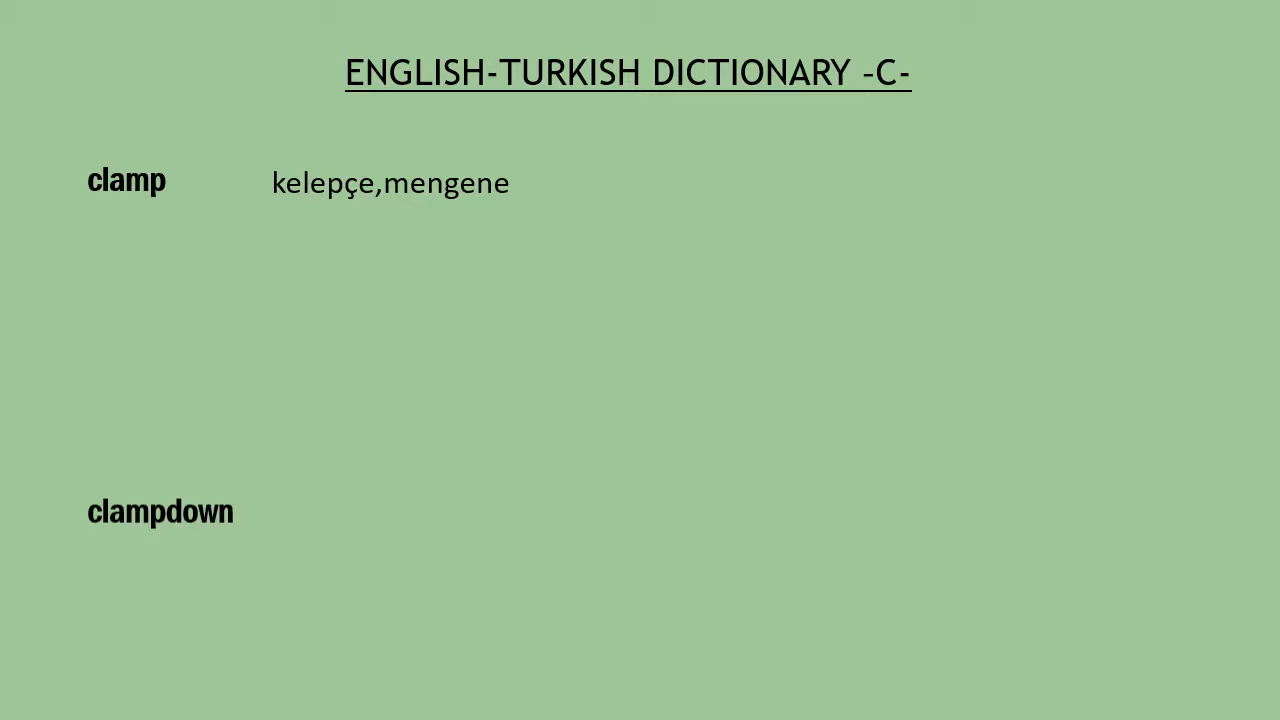 ENGLISH-TURKISH DICTIONARY –C-
clamp kelepçe,mengene
clampdown